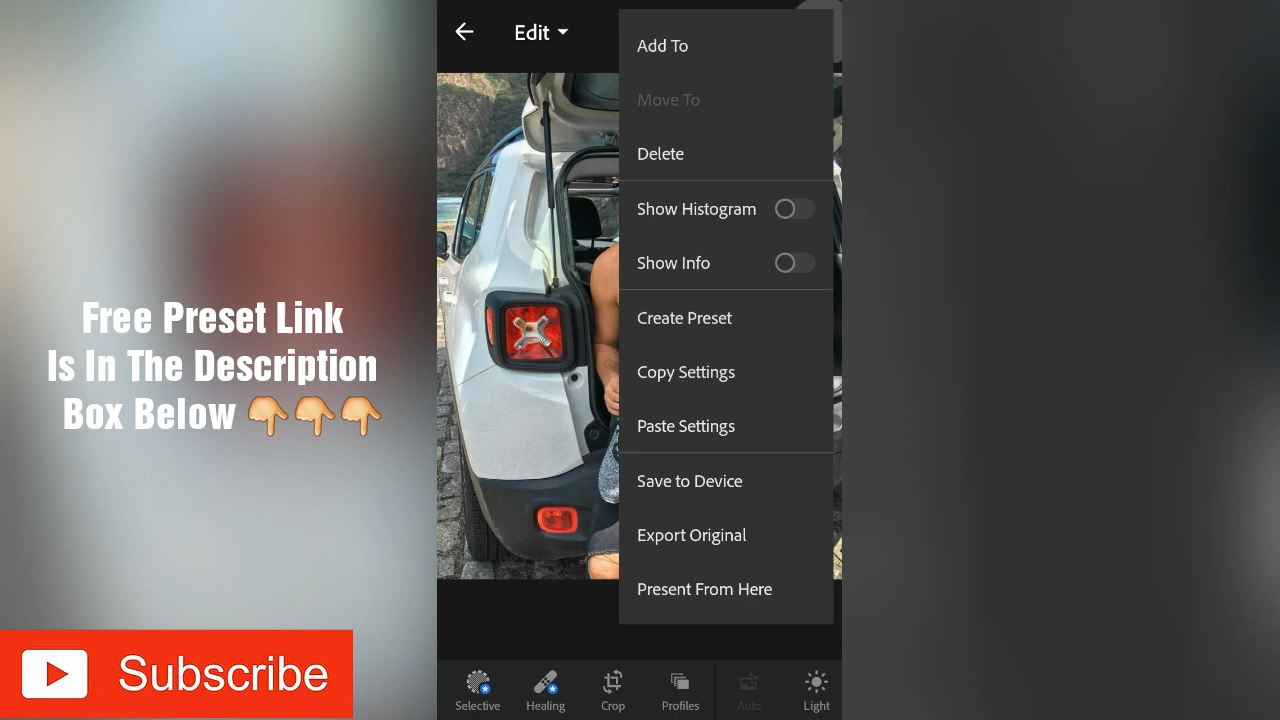 Edit
Add To
Move To
Delete
Show Histogram
Show Info
Create Preset
Copy Settings
Paste Settings
Save to Device
Export Original
Present From Here
Free Preset Link
Is In The Description
Box Below 👇👇👇
Subscribe
Selective
Healing
Crop
Profiles
Auto
Light